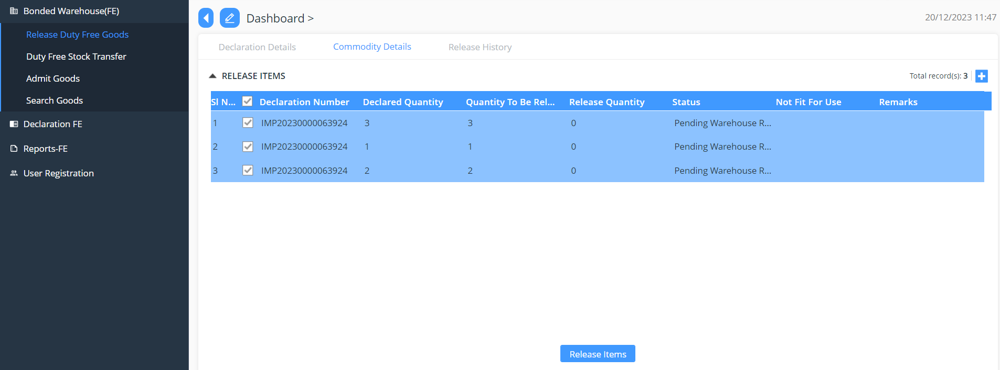 Bonded Warehouse(FE)
Release Duty Free Goods
Duty Free Stock Transfer
Admit Goods
Search Goods
Declaration FE
Reports-FE
User Registration
Dashboard >
20/12/2023 11:47
Declaration Details Commodity Details Release History
RELEASE ITEMS
Total record(s): 3
Sl N... Declaration Number Declared Quantity Quantity To Be Rel... Release Quantity Status Not Fit For Use Remarks
1 IMP20230000063924 3 3 0 Pending Warehouse R...
2 IMP20230000063924 1 1 0 Pending Warehouse R...
3 IMP20230000063924 2 2 0 Pending Warehouse R...
Release Items